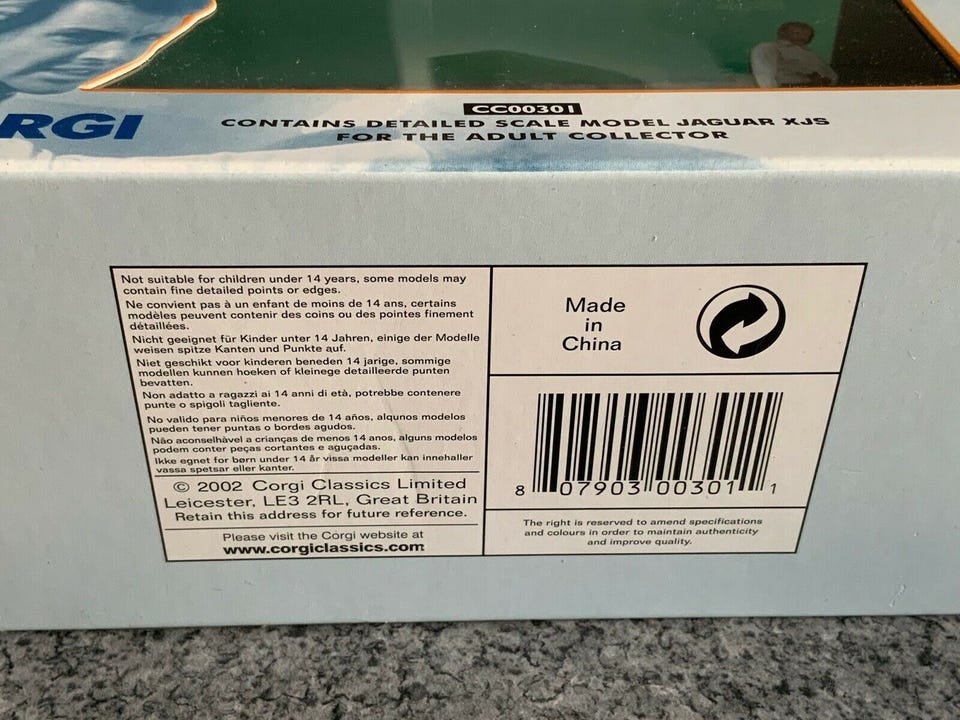 RGI
CC00301
CONTAINS DETAILED SCALE MODEL JAGUAR XJS
FOR THE ADULT COLLECTOR
Not suitable for children under 14 years, some models may
contain fine detailed points or edges.
Ne convient pas à un enfant de moins de 14 ans, certains
modèles peuvent contenir des coins ou des pointes finement
détaillées.
Nicht geeignet für Kinder unter 14 Jahren, einige der Modelle
weisen spitze Kanten und Punkte auf.
Niet geschikt voor kinderen beneden 14 jarige, sommige
modellen kunnen hoeken of kleinege detailleerde punten
bevatten.
Non adatto a ragazzi ai 14 anni di età, potrebbe contenere
punte o spigoli tagliente.
No valido para niños menores de 14 años, alqunos modelos
pueden tener puntas o bordes agudos.
Não aconselhável a crianças de menos 14 anos, alguns modelos
podem conter peças cortantes e aguçadas.
Ikke egnet for børn under 14 år vissa modeller kan innehaller
vassa spetsar eller kanter.
© 2002 Corgi Classics Limited
Leicester, LE3 2RL, Great Britain
Retain this address for future reference.
Please visit the Corgi website at
www.corgiclassics.com
Made
in
China
8 07903 00301 1
The right is reserved to amend specifications
and colours in order to maintain authenticity
and improve quality.